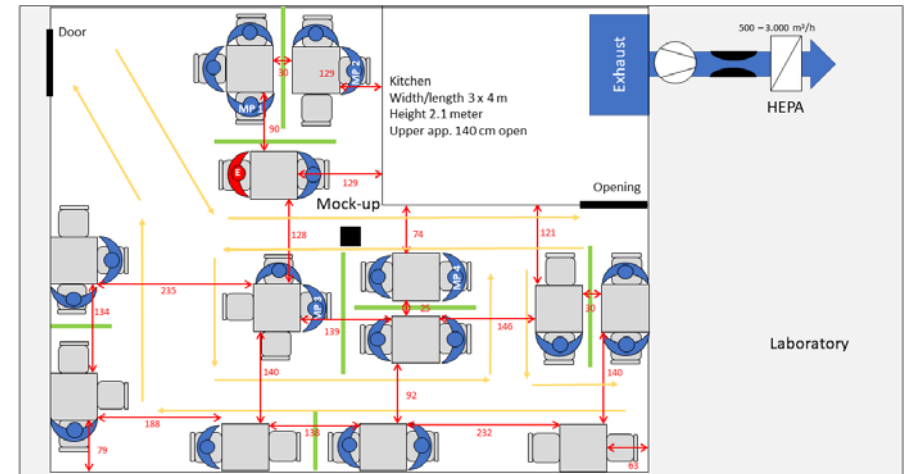 Door
500 – 3.000 m³/h
Exhaust
HEPA
30
129
MP 2
MP 1
Kitchen
Width/length 3 x 4 m
Height 2.1 meter
Upper app. 140 cm open
90
E
129
Mock-up
Opening
128
74
121
235
134
MP 3
MP 4
25
139
146
30
140
92
140
Laboratory
188
138
232
79
63